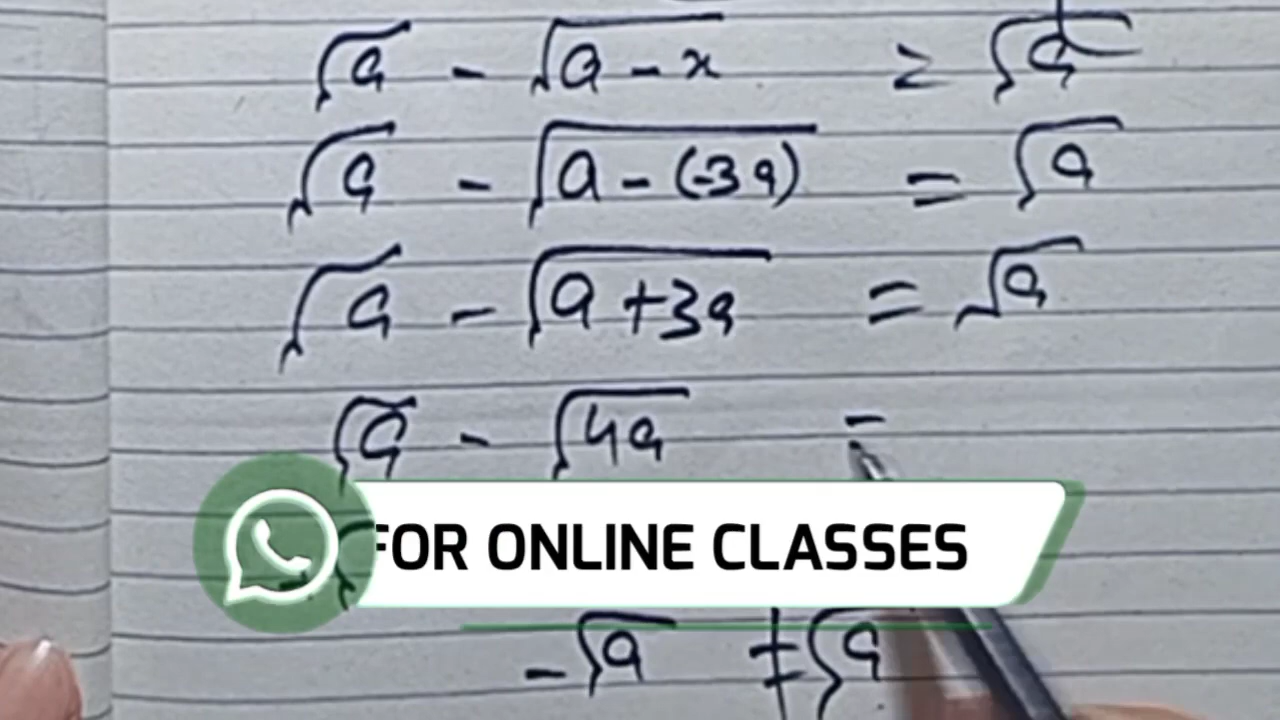 √a - √a - x = √a
√a - √a - (-3a) = √a
√a - √a + 3a = √a
√a - √4a =
FOR ONLINE CLASSES
-√a ≠ √a